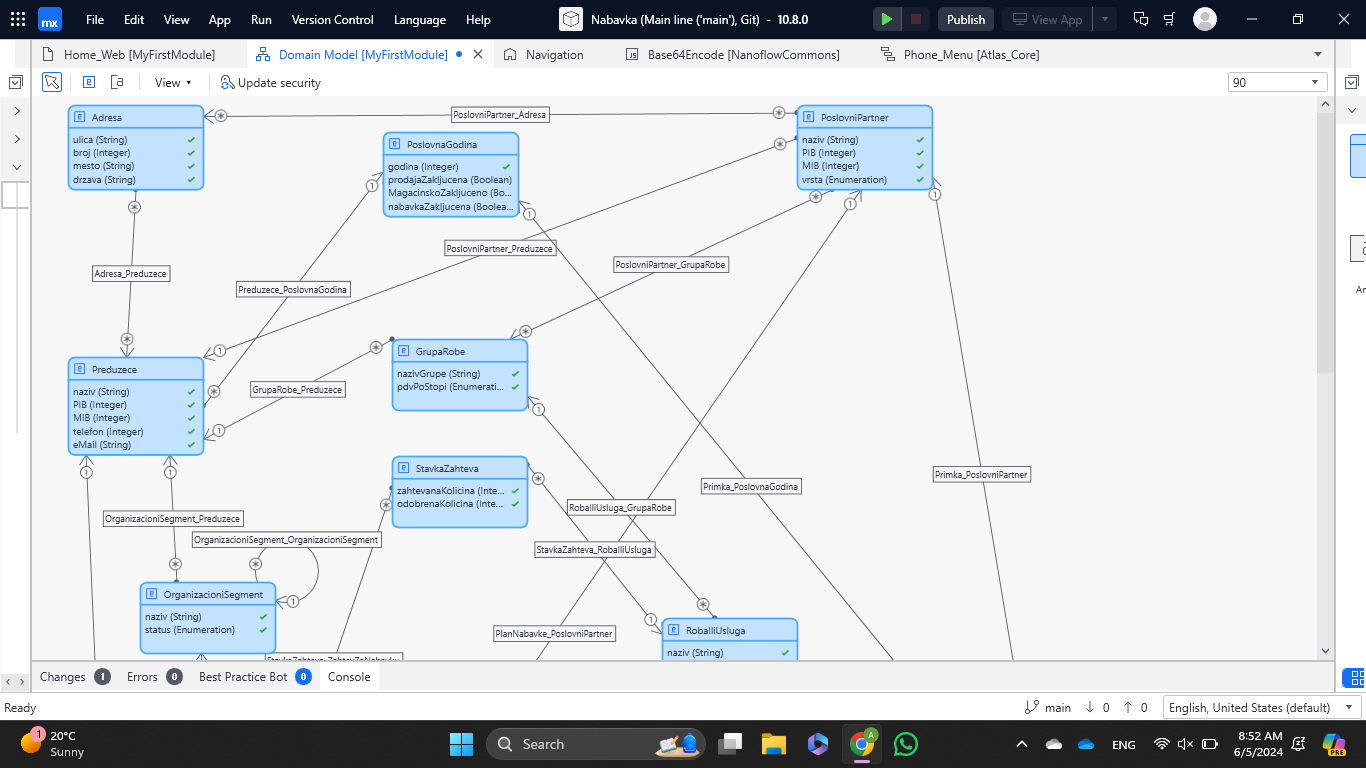 mx File Edit View App Run Version Control Language Help Nabavka (Main line ('main'), Git) - 10.8.0 Publish View App
Home_Web [MyFirstModule] Domain Model [MyFirstModule] Navigation Base64Encode [NanoflowCommons] Phone_Menu [Atlas_Core]
View Update security 90
Adresa
ulica (String)
broj (Integer)
mesto (String)
drzava (String)
PoslovniPartner_Adresa
PoslovnaGodina
godina (Integer)
prodajaZakljucena (Boolean)
MagacinskoZakljuceno (Bo...
nabavkaZakljucena (Boolea...
PoslovniPartner
naziv (String)
PIB (Integer)
MIB (Integer)
vrsta (Enumeration)
PoslovniPartner_Preduzece
PoslovniPartner_GrupaRobe
Adresa_Preduzece
Preduzece_PoslovnaGodina
Preduzece
naziv (String)
PIB (Integer)
MIB (Integer)
telefon (Integer)
eMail (String)
GrupaRobe_Preduzece
GrupaRobe
nazivGrupe (String)
pdvPoStopi (Enumerati...
StavkaZahteva
zahtevanaKolicina (Inte...
odobrenaKolicina (Inte...
Primka_PoslovnaGodina
Primka_PoslovniPartner
RobaIliUsluga_GrupaRobe
OrganizacioniSegment_Preduzece
OrganizacioniSegment_OrganizacioniSegment
StavkaZahteva_RobaIliUsluga
OrganizacioniSegment
naziv (String)
status (Enumeration)
PlanNabavke_PoslovniPartner
RobaIliUsluga
naziv (String)
StavkaZahteva_ZahtevZaNabavku
Changes 1 Errors 0 Best Practice Bot 0 Console
Ready main 0 0 English, United States (default)
1 20°C
Sunny
Search
A
ENG
8:52 AM
6/5/2024
PRE